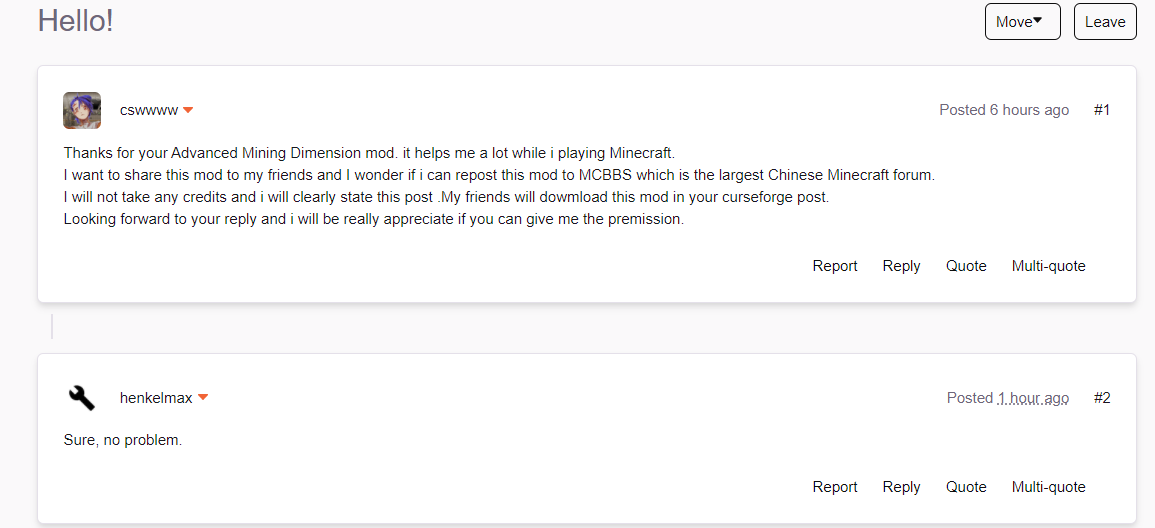 Hello!
Move
Leave
cswwww
Posted 6 hours ago
#1
Thanks for your Advanced Mining Dimension mod. it helps me a lot while i playing Minecraft.
I want to share this mod to my friends and I wonder if i can repost this mod to MCBBS which is the largest Chinese Minecraft forum.
I will not take any credits and i will clearly state this post .My friends will dowmload this mod in your curseforge post.
Looking forward to your reply and i will be really appreciate if you can give me the premission.
Report Reply Quote Multi-quote
henkelmax
Posted 1 hour ago
#2
Sure, no problem.
Report Reply Quote Multi-quote